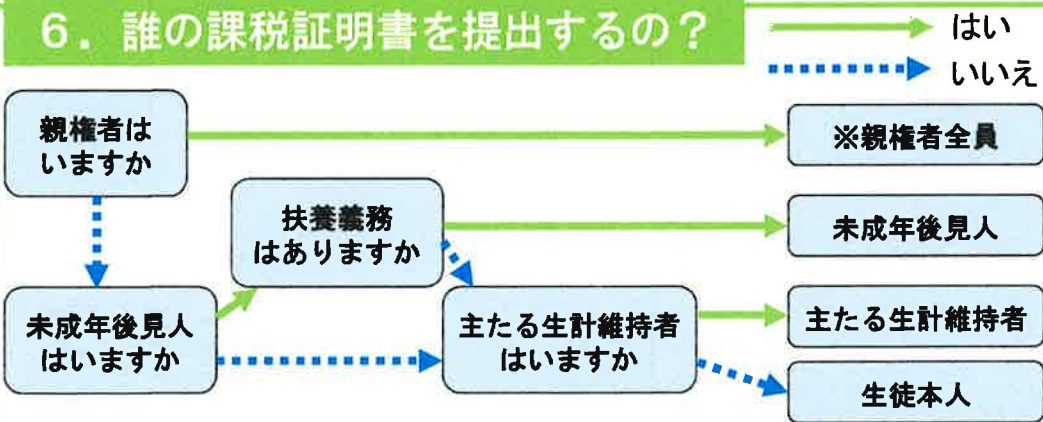 6．誰の課税証明書を提出するの？
はい
いいえ
親権者は
いますか
※親権者全員
扶養義務
はありますか
未成年後見人
未成年後見人
はいますか
主たる生計維持者
はいますか
主たる生計維持者
生徒本人